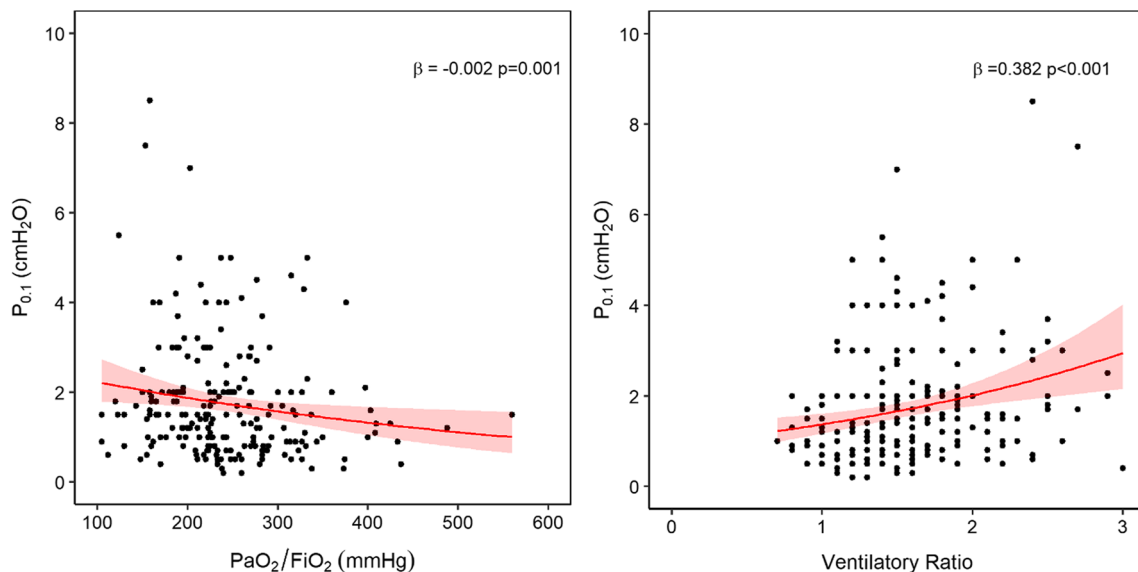 10
8
6
4
2
0
P0.1 (cmH2O)
β = -0.002 p=0.001
100 200 300 400 500 600
PaO2/FiO2 (mmHg)
10
8
6
4
2
0
P0.1 (cmH2O)
β =0.382 p<0.001
0 1 2 3
Ventilatory Ratio